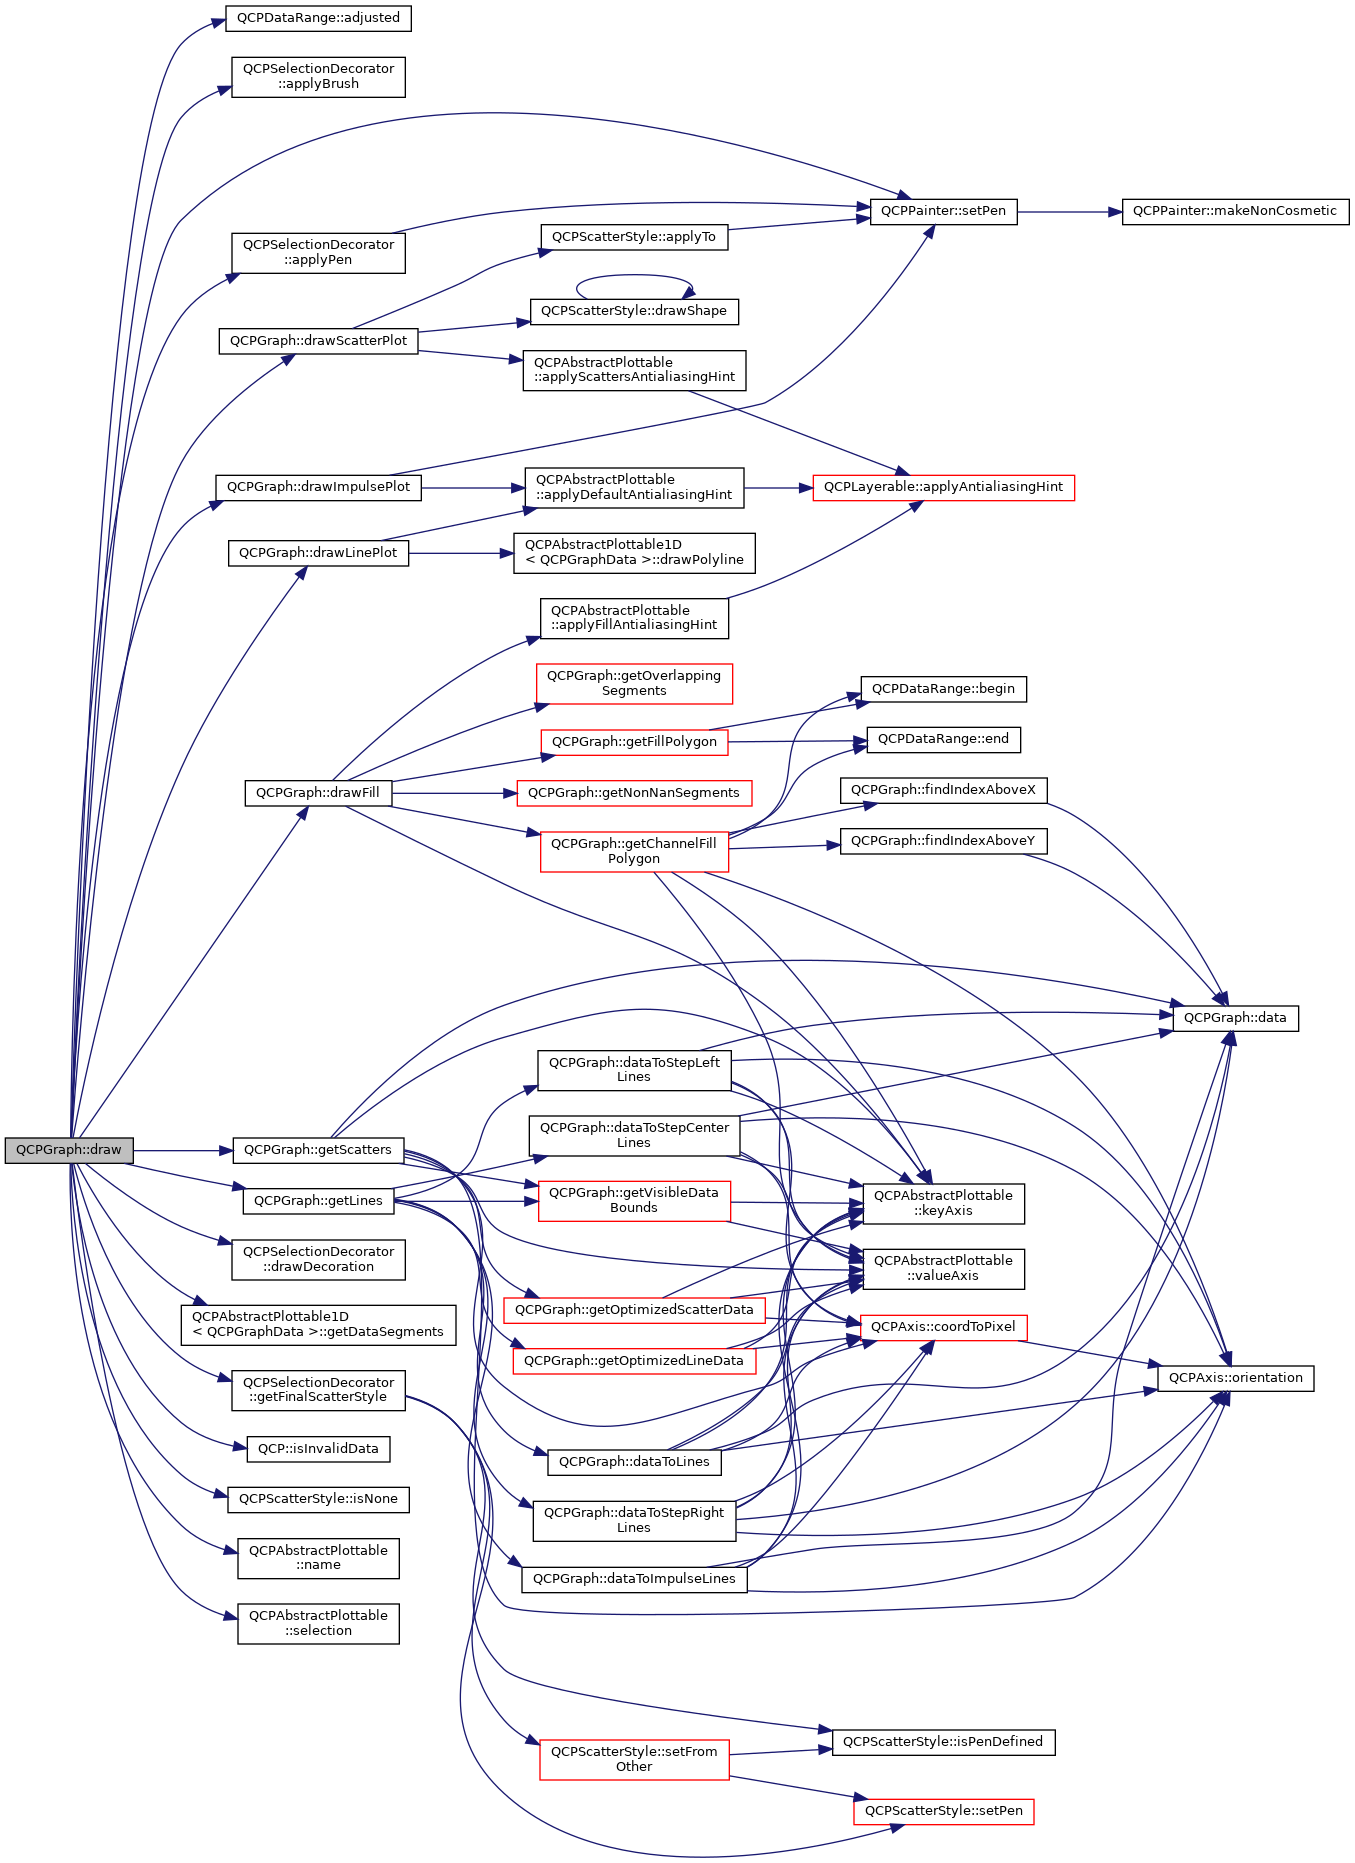 QCPDataRange::adjusted
QCPSelectionDecorator
::applyBrush
QCPPainter::setPen
QCPPainter::makeNonCosmetic
QCPSelectionDecorator
::applyPen
QCPScatterStyle::applyTo
QCPScatterStyle::drawShape
QCPGraph::drawScatterPlot
QCPAbstractPlottable
::applyScattersAntialiasingHint
QCPGraph::drawImpulsePlot
QCPAbstractPlottable
::applyDefaultAntialiasingHint
QCPLayerable::applyAntialiasingHint
QCPGraph::drawLinePlot
QCPAbstractPlottable1D
< QCPGraphData >::drawPolyline
QCPAbstractPlottable
::applyFillAntialiasingHint
QCPGraph::getOverlapping
Segments
QCPDataRange::begin
QCPGraph::getFillPolygon
QCPDataRange::end
QCPGraph::drawFill
QCPGraph::getNonNanSegments
QCPGraph::findIndexAboveX
QCPGraph::getChannelFill
Polygon
QCPGraph::findIndexAboveY
QCPGraph::data
QCPGraph::dataToStepLeft
Lines
QCPGraph::dataToStepCenter
Lines
QCPGraph::draw
QCPGraph::getScatters
QCPGraph::getLines
QCPGraph::getVisibleData
Bounds
QCPAbstractPlottable
::keyAxis
QCPSelectionDecorator
::drawDecoration
QCPAbstractPlottable
::valueAxis
QCPAbstractPlottable1D
< QCPGraphData >::getDataSegments
QCPGraph::getOptimizedScatterData
QCPAxis::coordToPixel
QCPGraph::getOptimizedLineData
QCPAxis::orientation
QCPSelectionDecorator
::getFinalScatterStyle
QCP::isInvalidData
QCPGraph::dataToLines
QCPScatterStyle::isNone
QCPGraph::dataToStepRight
Lines
QCPAbstractPlottable
::name
QCPGraph::dataToImpulseLines
QCPAbstractPlottable
::selection
QCPScatterStyle::setFrom
Other
QCPScatterStyle::isPenDefined
QCPScatterStyle::setPen